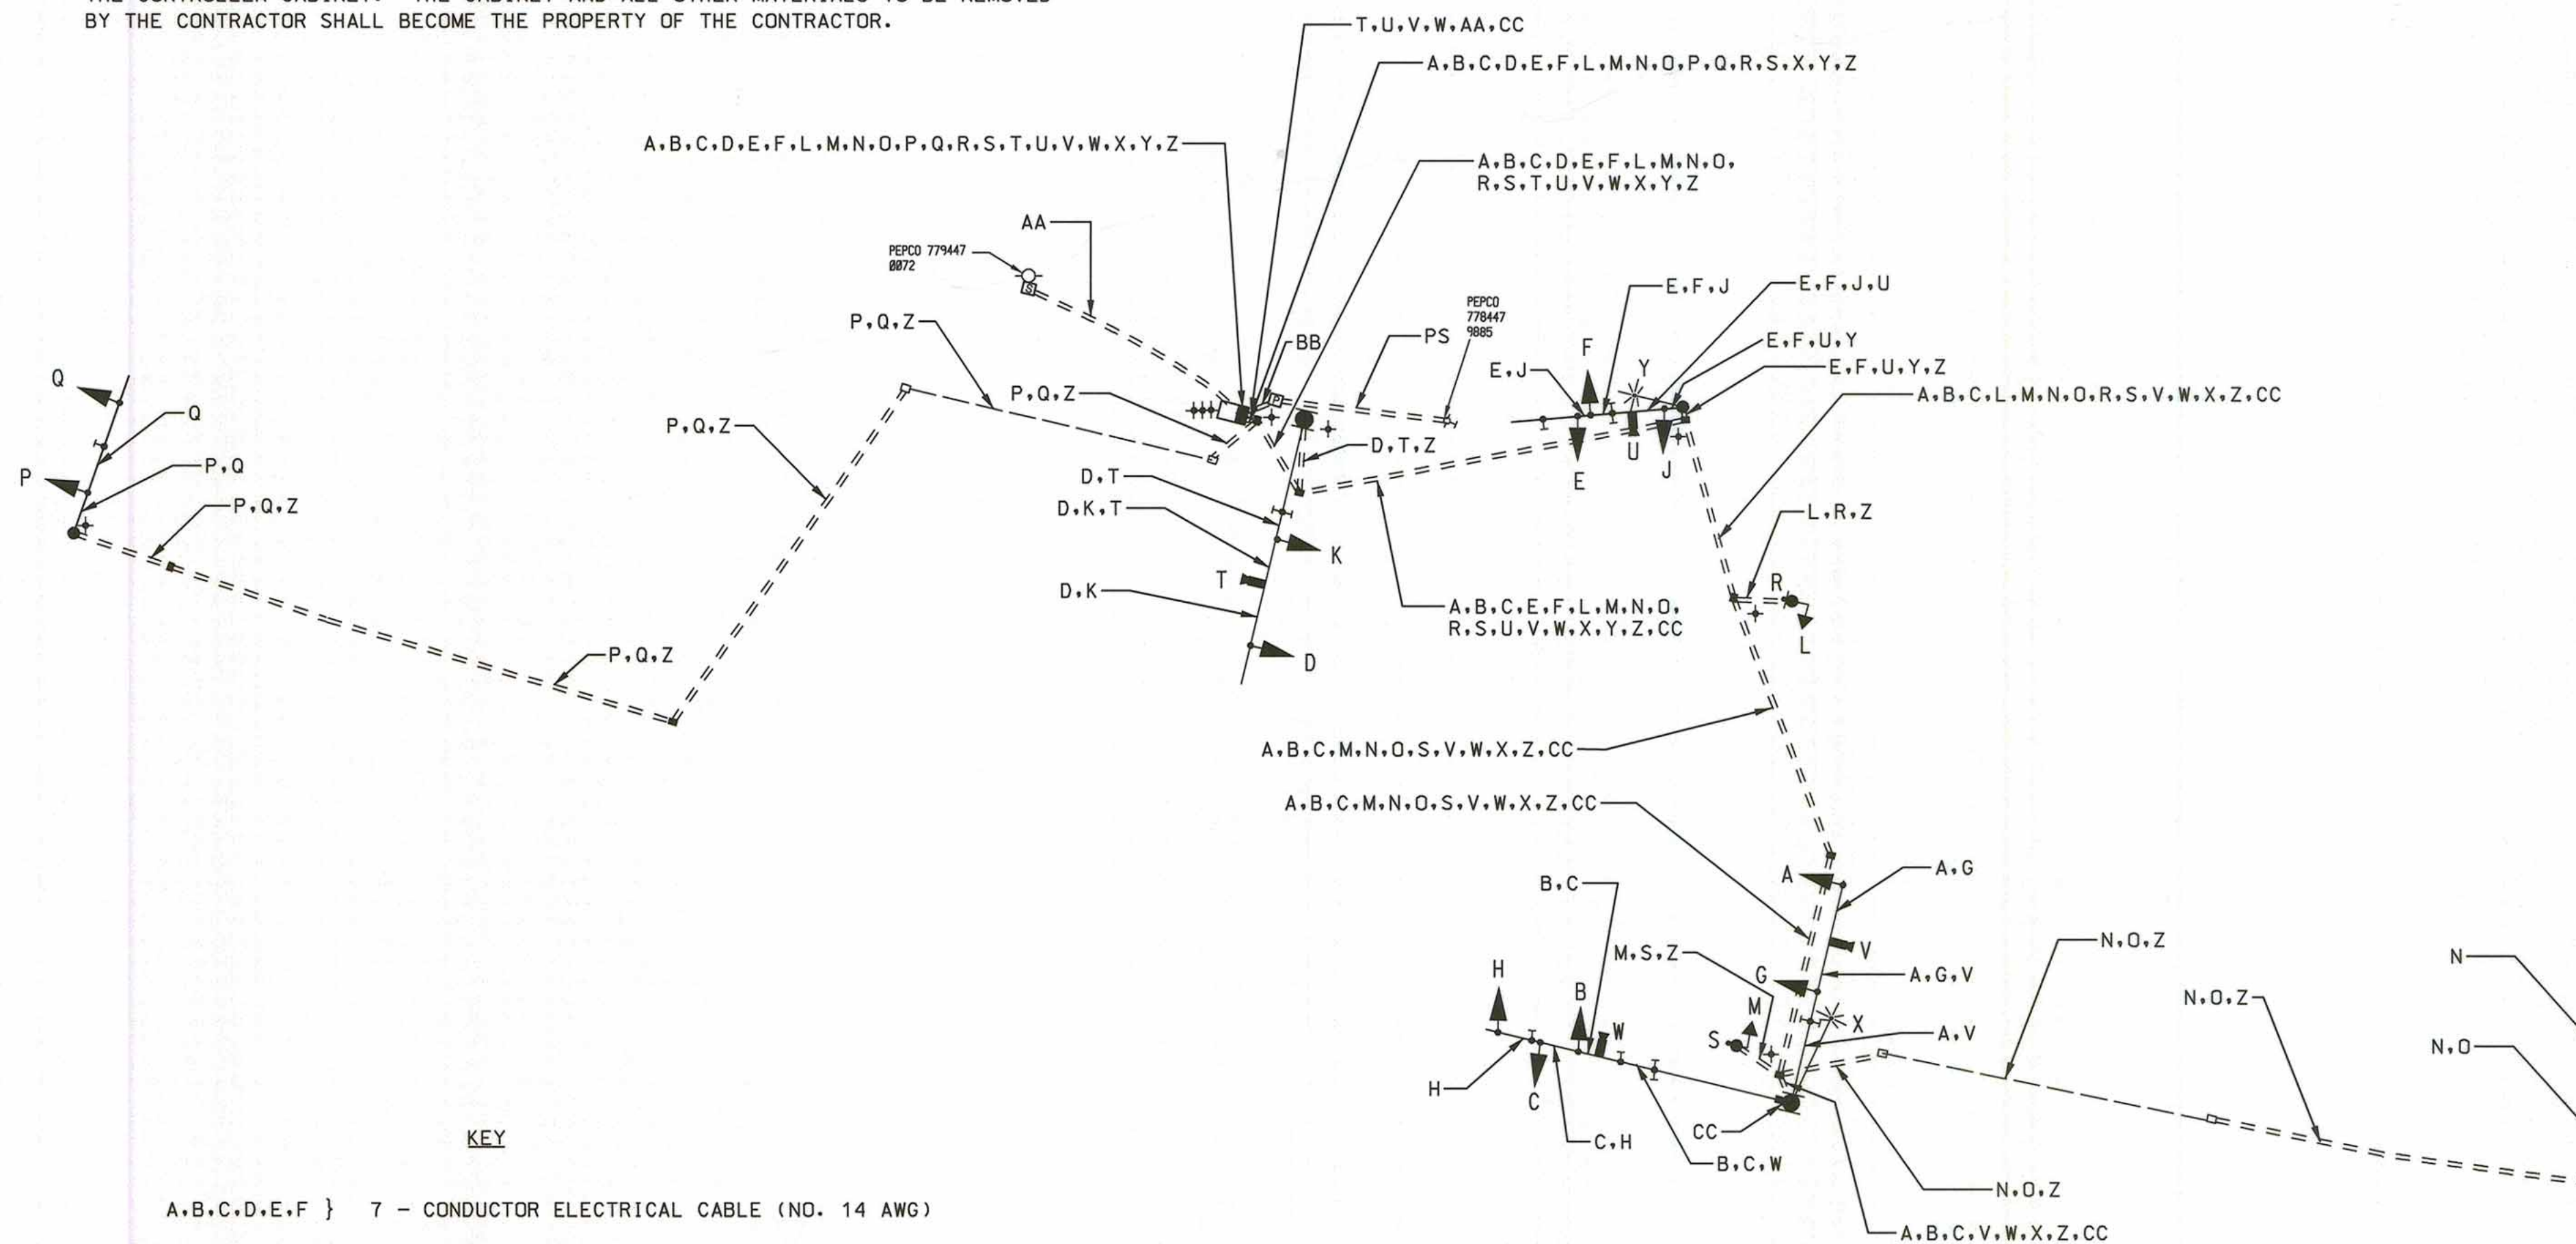 BY THE CONTRACTOR SHALL BECOME THE PROPERTY OF THE CONTRACTOR.
T,U,V,W,AA,CC
A,B,C,D,E,F,L,M,N,O,P,Q,R,S,X,Y,Z
A,B,C,D,E,F,L,M,N,O,P,Q,R,S,T,U,V,W,X,Y,Z
A,B,C,D,E,F,L,M,N,O,
R,S,T,U,V,W,X,Y,Z
AA
PEPCO 779447
0072
P,Q,Z
PEPCO
778447
9885
E,F,J
E,F,J,U
PS
BB
E,F,U,Y
F
Y
E,J
E,F,U,Y,Z
Q
P,Q,Z
A,B,C,L,M,N,O,R,S,V,W,X,Z,CC
Q
P,Q,Z
D,T,Z
U
J
E
P,Q
P
D,T
P,Q,Z
D,K,T
L,R,Z
K
T
R
D,K
A,B,C,E,F,L,M,N,O,
R,S,U,V,W,X,Y,Z,CC
L
P,Q,Z
D
A,B,C,M,N,O,S,V,W,X,Z,CC
A,B,C,M,N,O,S,V,W,X,Z,CC
A
A,G
B,C
N,O,Z
M,S,Z
V
N
H
G
A,G,V
B
N,O,Z
M
W
X
S
A,V
N,O
H
C
CC
C,H
B,C,W
KEY
N,O,Z
A,B,C,D,E,F } 7 - CONDUCTOR ELECTRICAL CABLE (NO. 14 AWG)
A,B,C,V,W,X,Z,CC